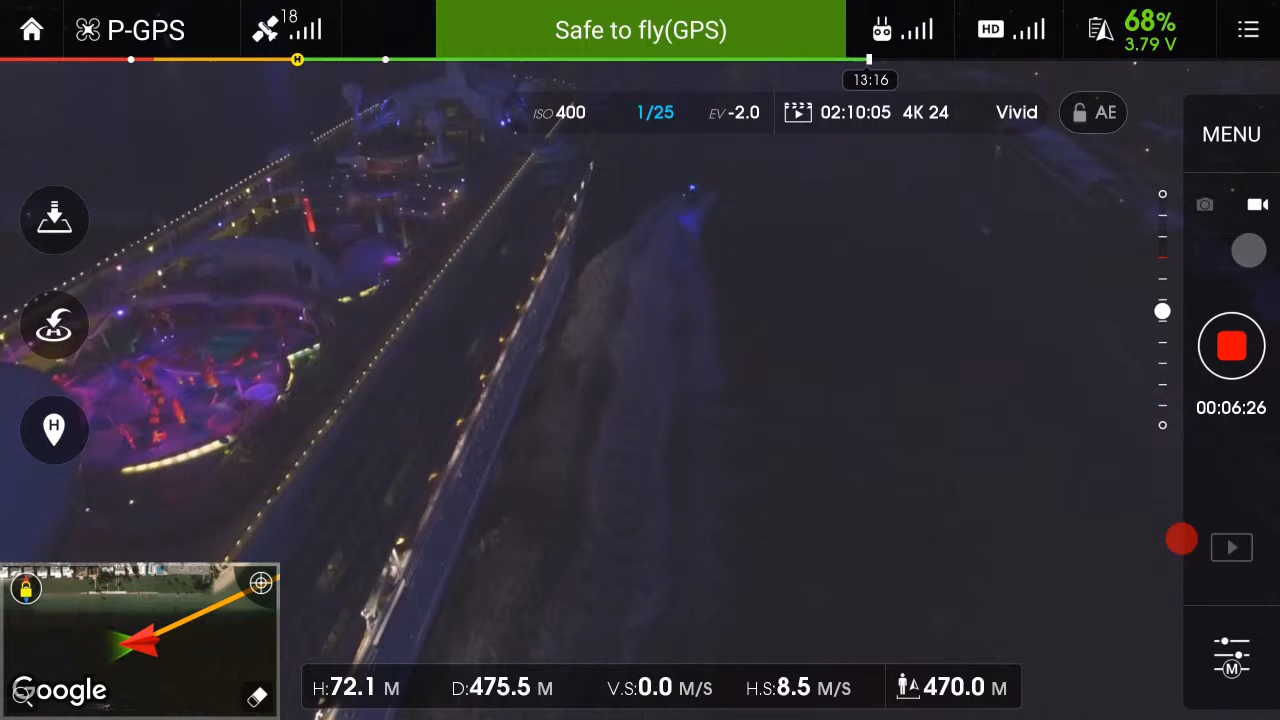 P-GPS
18
Safe to fly(GPS)
HD
68%
3.79 V
H
13:16
ISO 400
1/25
EV -2.0
02:10:05
4K 24
Vivid
AE
MENU
H
H
00:06:26
M
Google
H:72.1 M
D:475.5 M
V.S:0.0 M/S
H.S:8.5 M/S
470.0 M